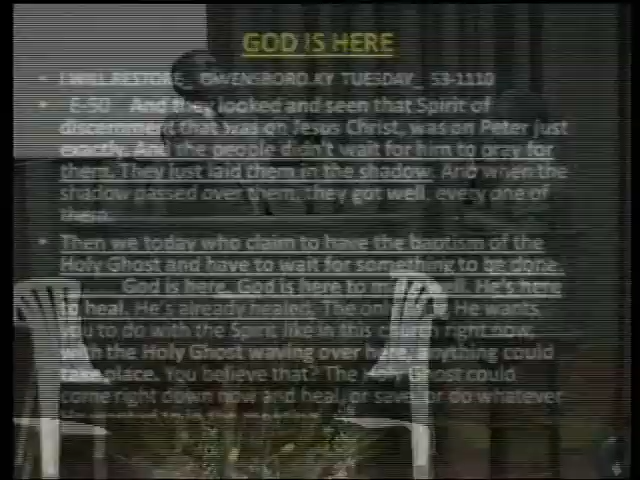 GOD IS HERE
• I WILL RESTORE_ OWENSBORO.KY TUESDAY_ 53-1110
• E-50 And they looked and seen that Spirit of
discernment that was on Jesus Christ, was on Peter just
exactly. And the people didn't wait for him to pray for
them. They just laid them in the shadow. And when the
shadow passed over them, they got well, every one of
them.
• Then we today who claim to have the baptism of the
Holy Ghost and have to wait for something to be done.
God is here. God is here to well. He's here
to heal. He's already healed. The only He wants
you to do with the Spirit like in this church right now,
with the Holy Ghost waving over here, anything could
take place. You believe that? The Holy Ghost could
come right down now and heal, or save, or do whatever